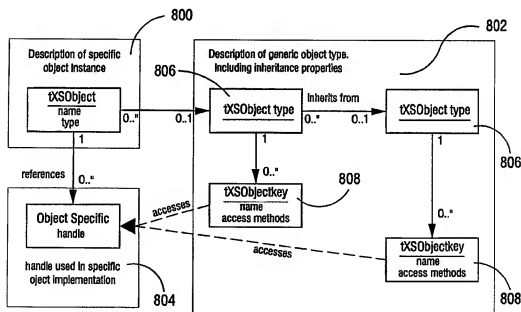 800
Description of specific
object Instance
tXSObject
name
type
1
0.."
0..1
references
0.."
Object Specific
handle
handle used in specific
oject implementation
804
802
Description of generic object type.
Including inheritance properties
806
tXSObject type
Inherits from
0.."
0..1
tXSObject type
806
1
0.."
1
0.."
tXSObjectkey
name
access methods
808
accesses
accesses
tXSObjectkey
name
access methods
808